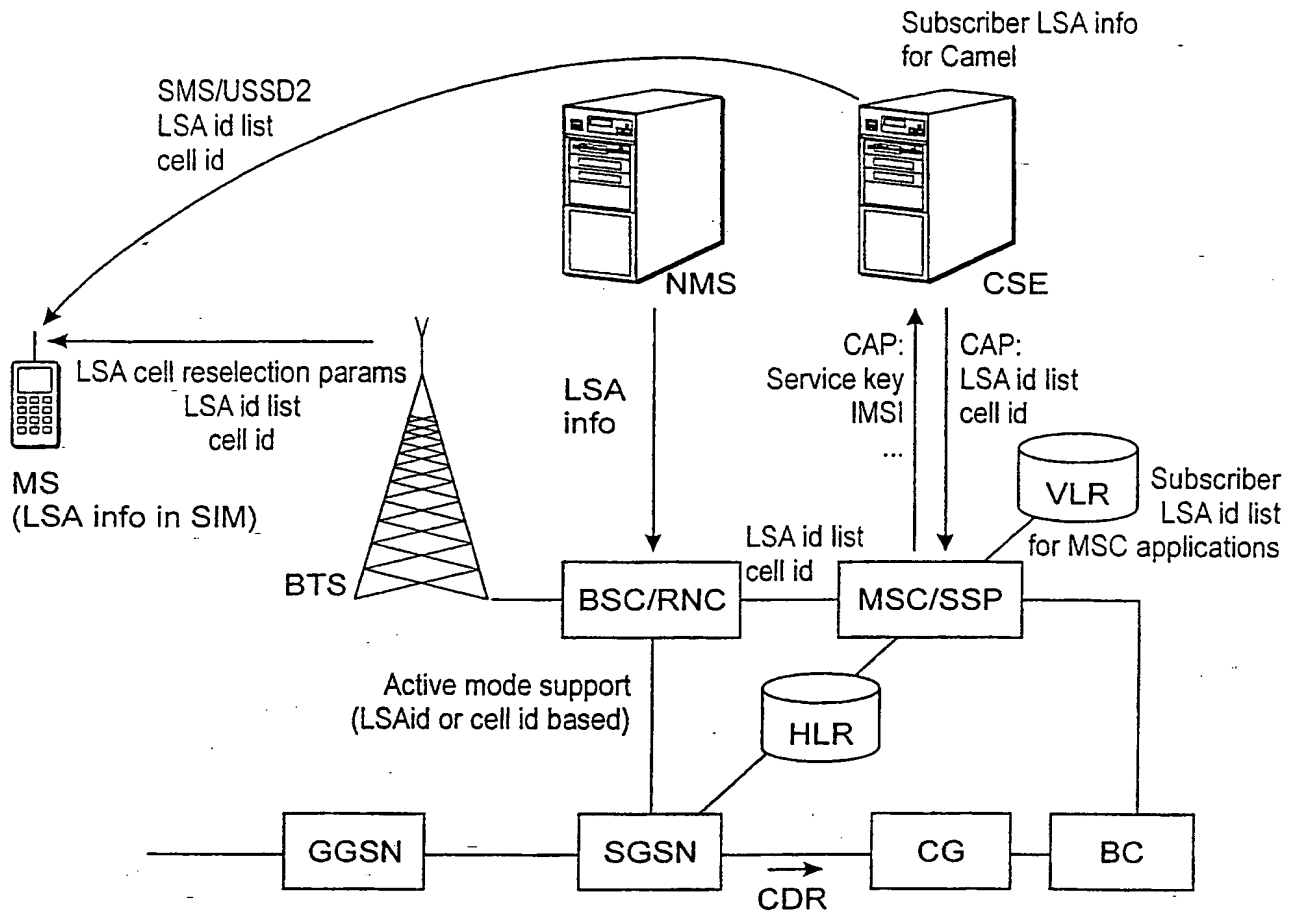 Subscriber LSA info
for Camel
SMS/USSD2
LSA id list
cell id
NMS
CSE
LSA cell reselection params
LSA id list
cell id
LSA
info
CAP:
Service key
IMSI
...
CAP:
LSA id list
cell id
MS
(LSA info in SIM)
VLR
Subscriber
LSA id list
for MSC applications
BTS
LSA id list
cell id
BSC/RNC
MSC/SSP
Active mode support
(LSAid or cell id based)
HLR
GGSN
SGSN
CG
BC
CDR